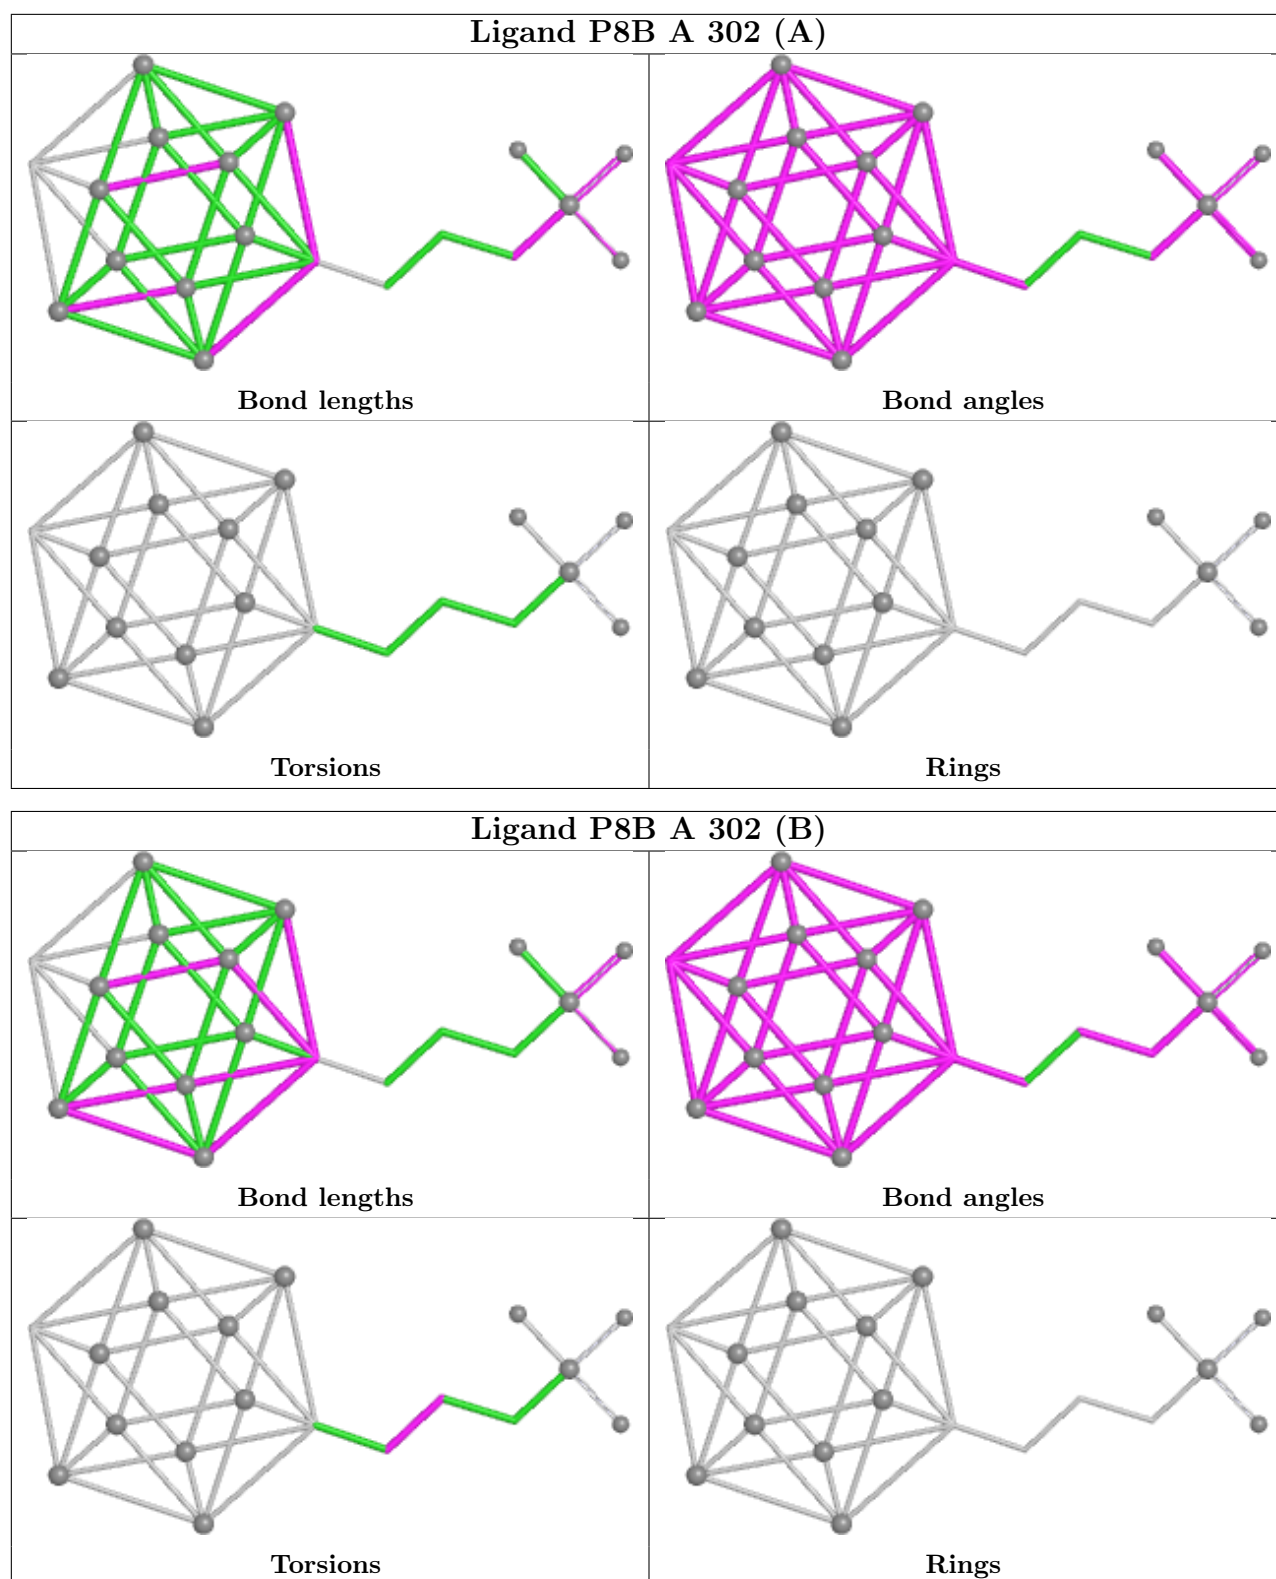 Ligand P8B A 302 (A)
Bond lengths
Bond angles
Torsions
Rings
Ligand P8B A 302 (B)
Bond lengths
Bond angles
Torsions
Rings